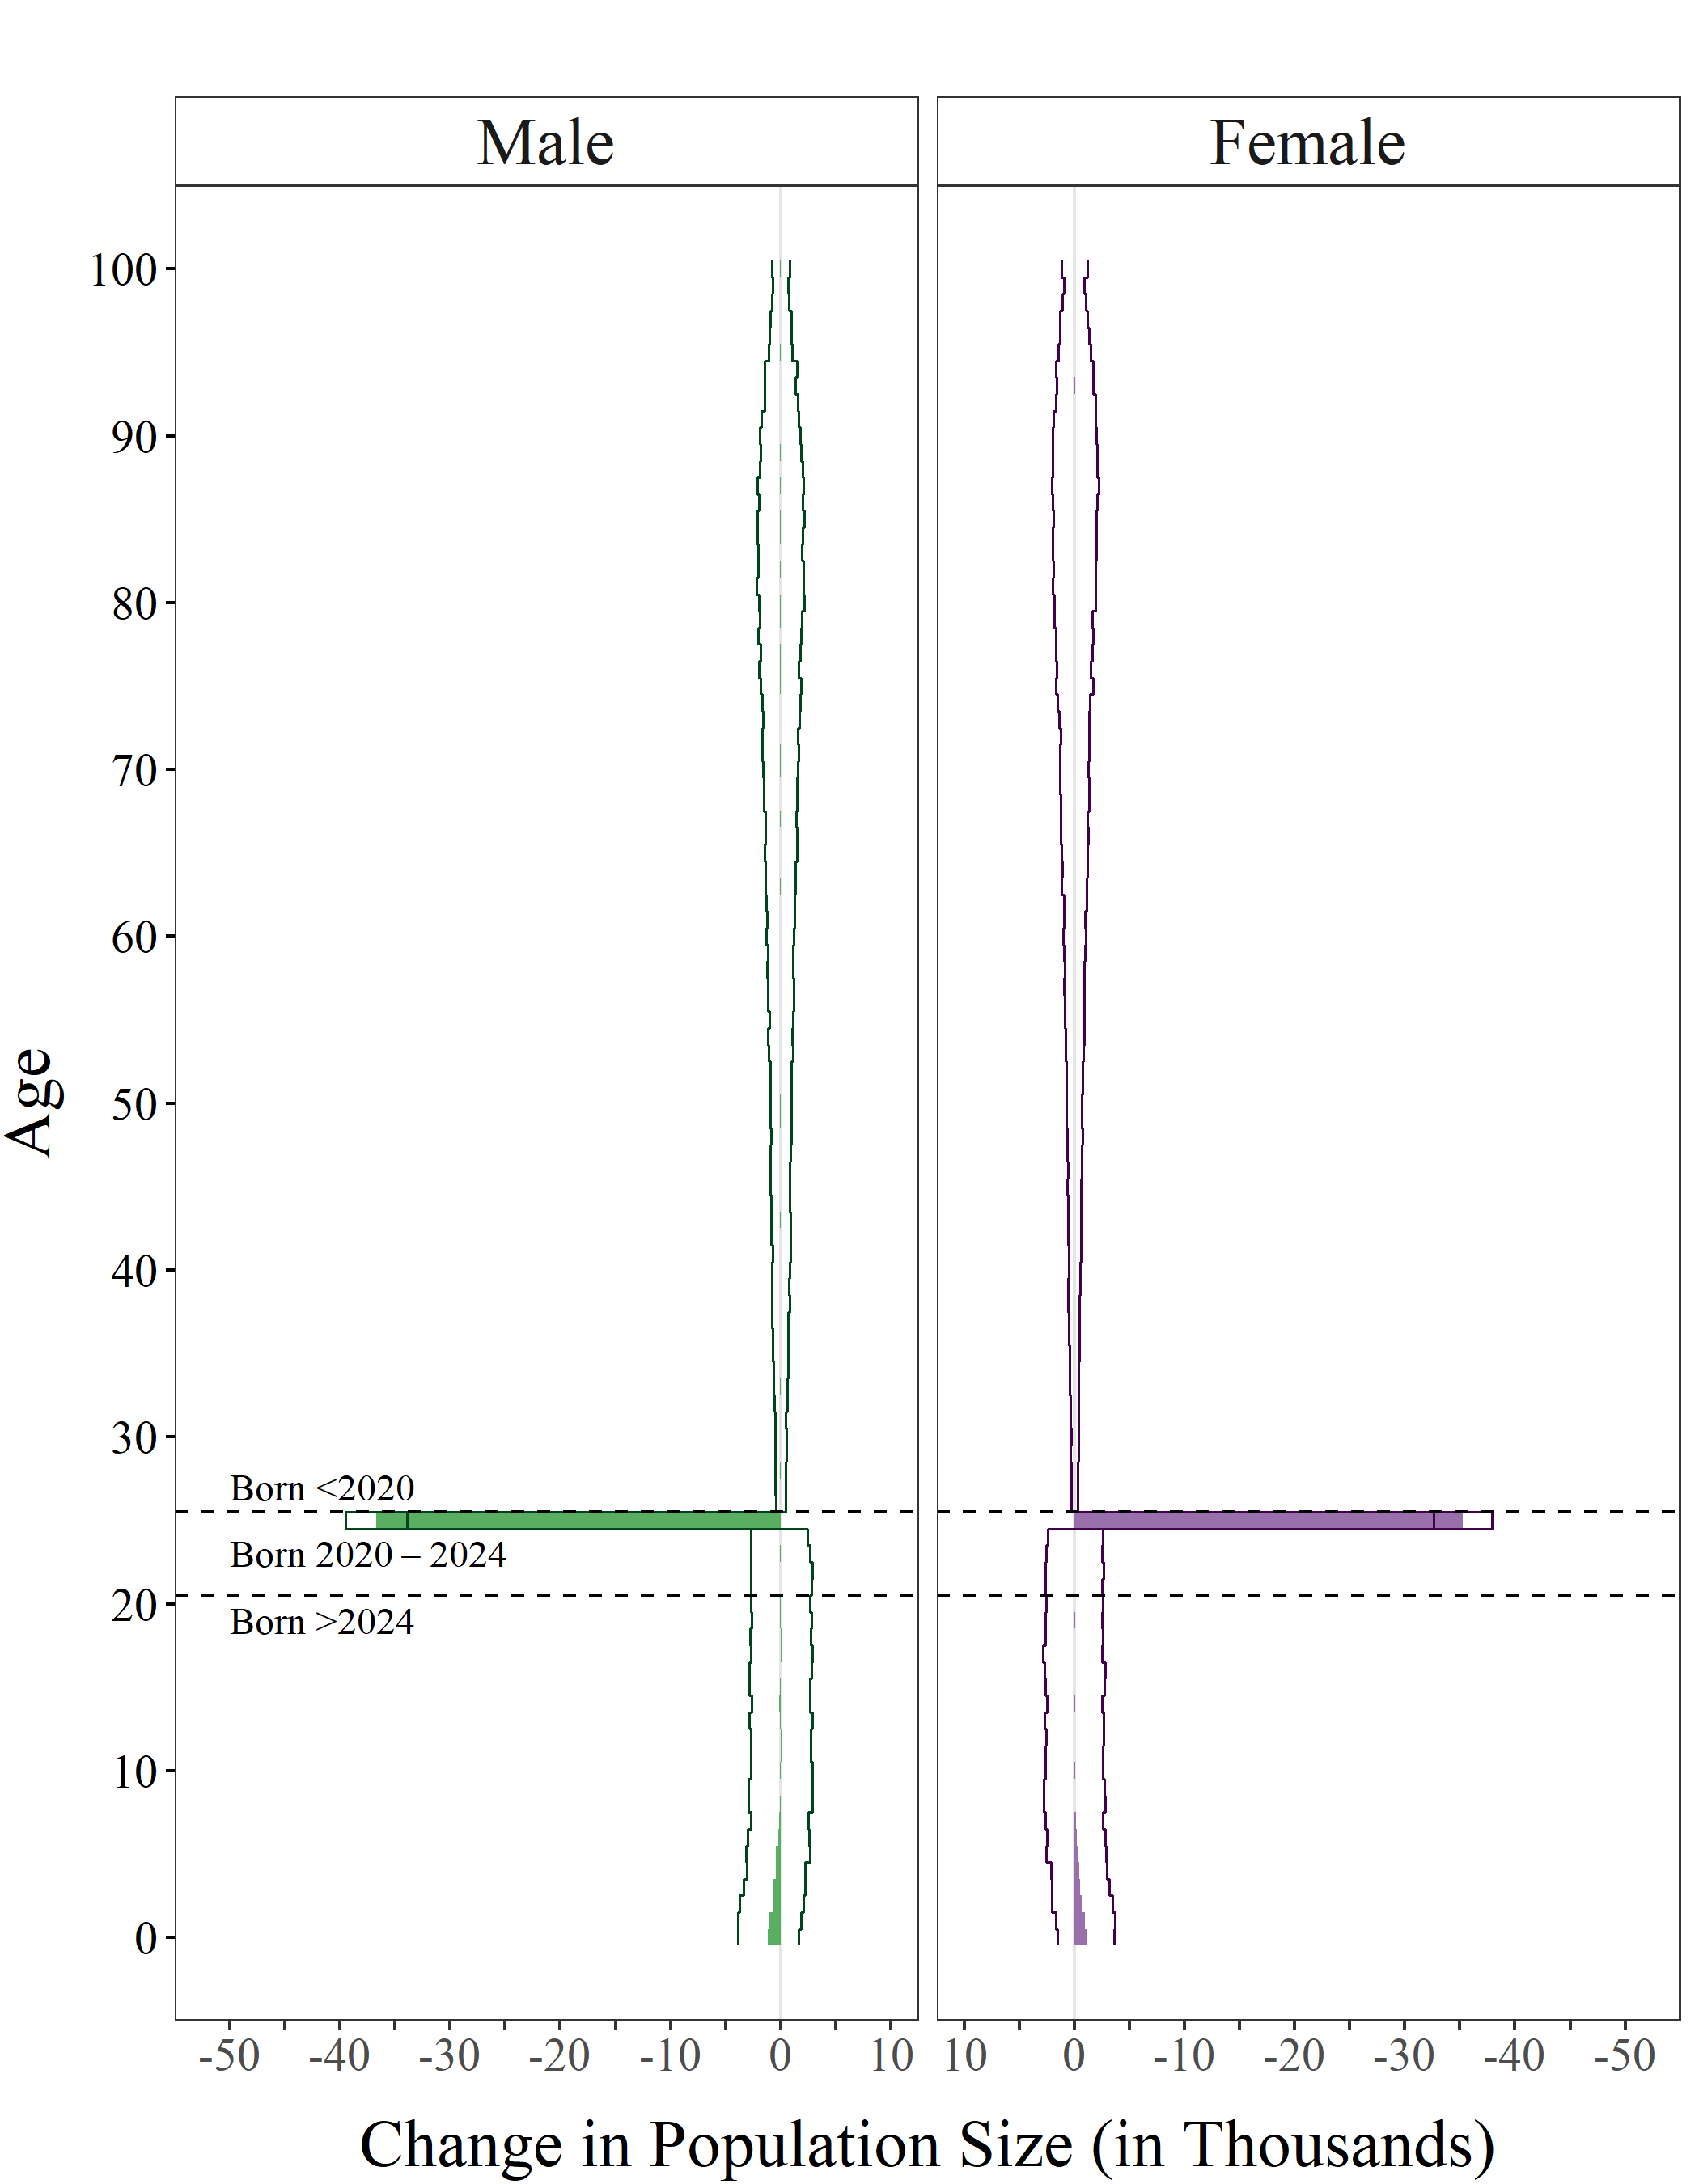 Male Female
100
90
80
70
60
50
40
30
20
10
0
Age
Born <2020
Born 2020 – 2024
Born >2024
-50 -40 -30 -20 -10 0 10 10 0 -10 -20 -30 -40 -50
Change in Population Size (in Thousands)